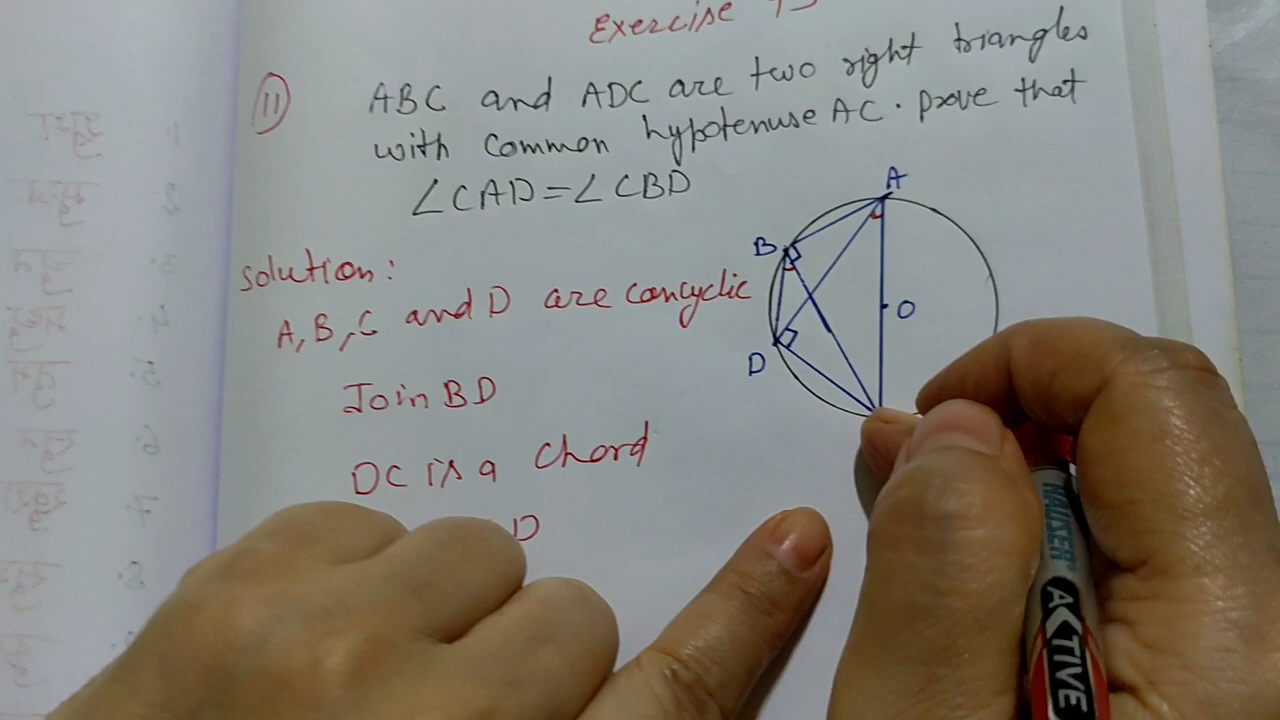 Exercise
11
ABC and ADC are two right triangles
with common hypotenuse AC. prove that
∠CAD=∠CBD
A
B
O
D
solution:
A, B, C and D are concyclic
Join BD
DC is a chord
D
HAUSER
ACTIVE